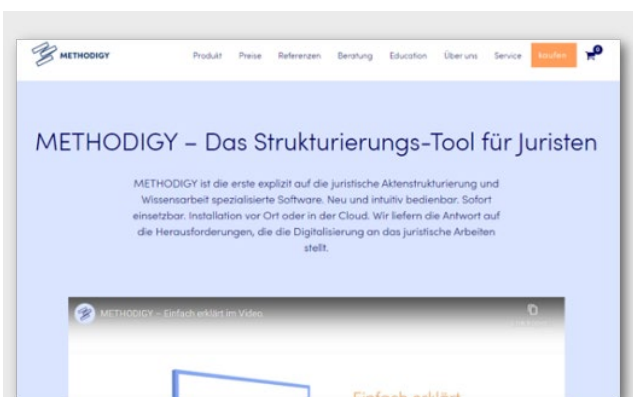 METHODIGY
Produkt Preise Referenzen Beratung Education Über uns Service kaufen 0
METHODIGY – Das Strukturierungs-Tool für Juristen
METHODIGY ist die erste explizit auf die juristische Aktenstrukturierung und
Wissensarbeit spezialisierte Software. Neu und intuitiv bedienbar. Sofort
einsetzbar. Installation vor Ort oder in der Cloud. Wir liefern die Antwort auf
die Herausforderungen, die die Digitalisierung an das juristische Arbeiten
stellt.
METHODIGY – Einfach erklärt im Video
Einfach erklärt